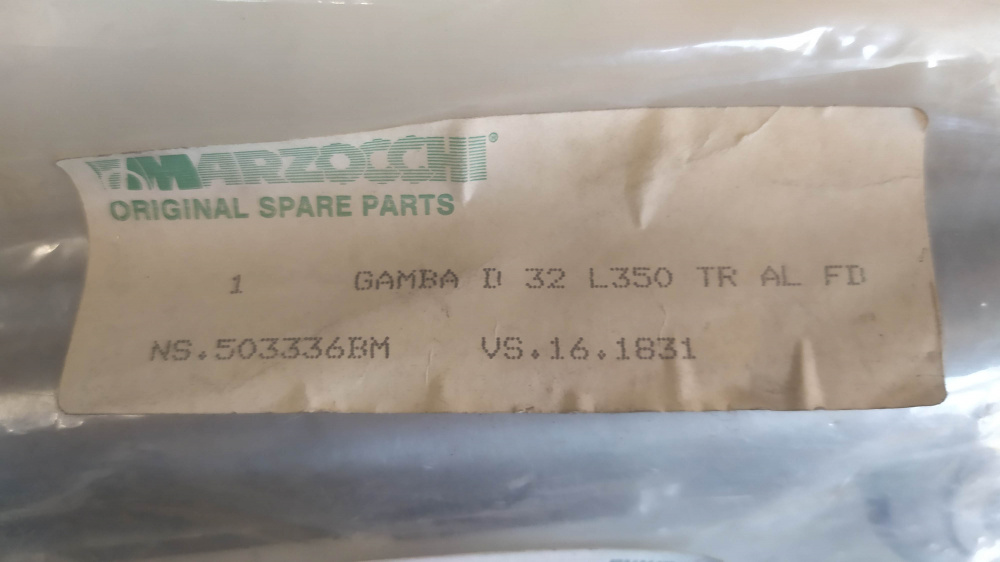 MARZOCCHI®
ORIGINAL SPARE PARTS
1 GAMBA D 32 L350 TR AL FD
NS.503336BM VS.16.1831